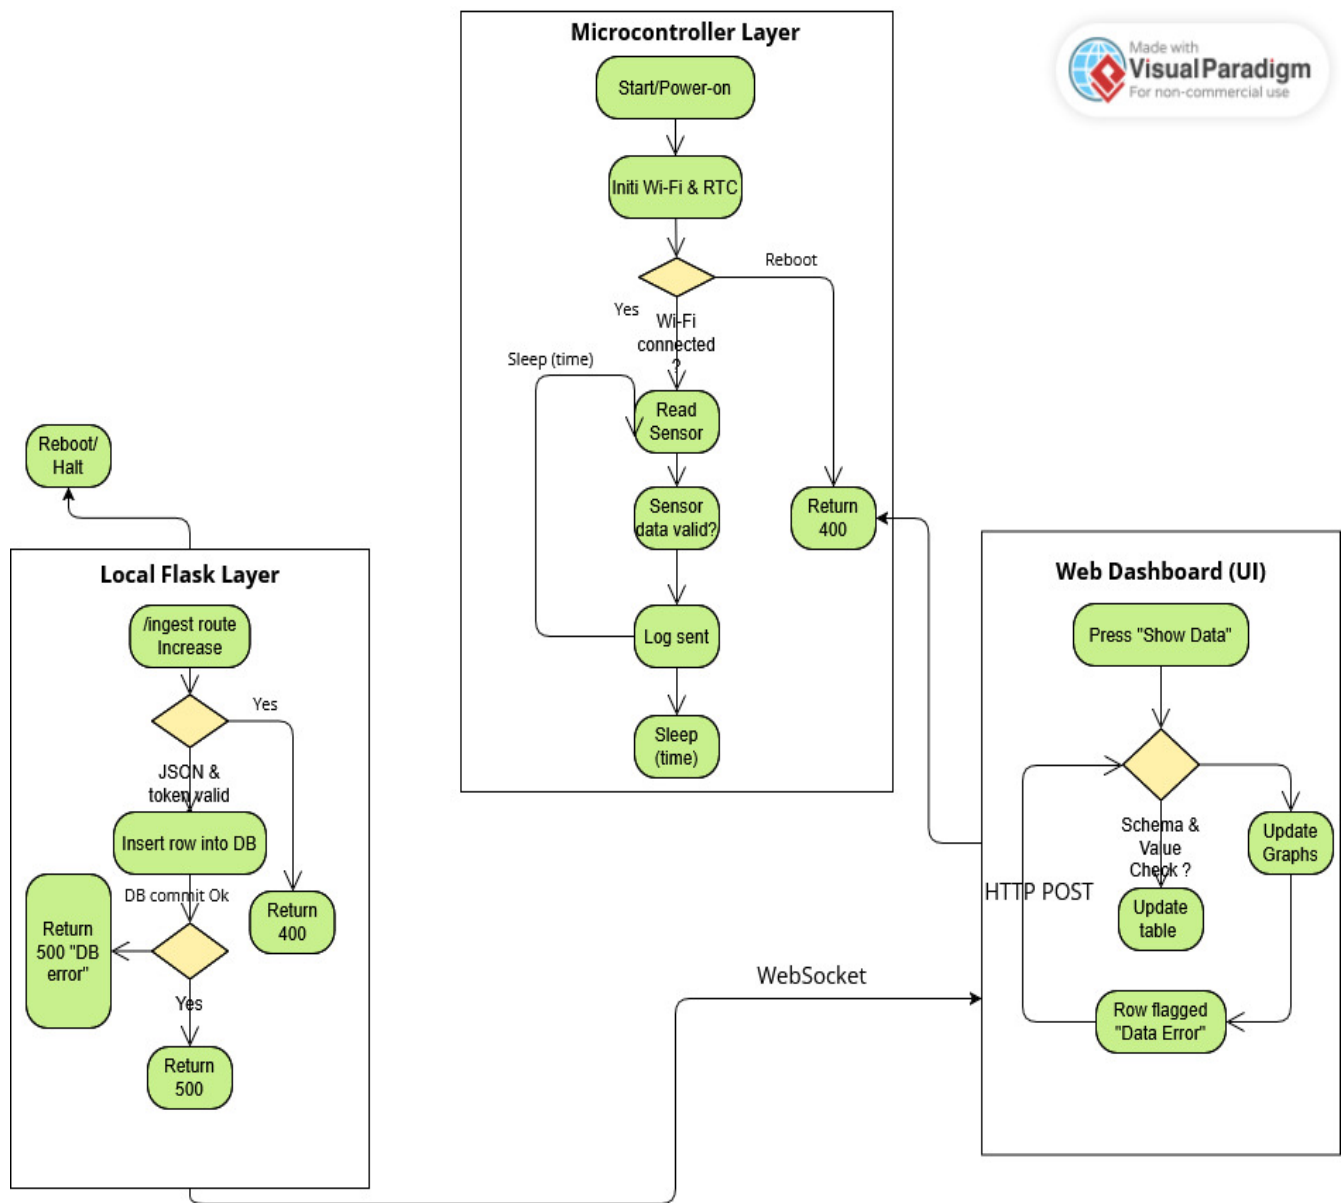 Microcontroller Layer
Made with
Visual Paradigm
For non-commercial use
Start/Power-on
Initi Wi-Fi & RTC
Reboot
Yes
Wi-Fi
connected
?
Sleep (time)
Read
Sensor
Sensor
data valid?
Return
400
Log sent
Sleep
(time)
Reboot/
Halt
Local Flask Layer
/ingest route
Increase
Yes
JSON &
token valid
Insert row into DB
DB commit Ok
Return
400
Return
500 "DB
error"
Yes
Return
500
WebSocket
Web Dashboard (UI)
Press "Show Data"
Schema &
Value
Check ?
Update
Graphs
HTTP POST
Update
table
Row flagged
"Data Error"